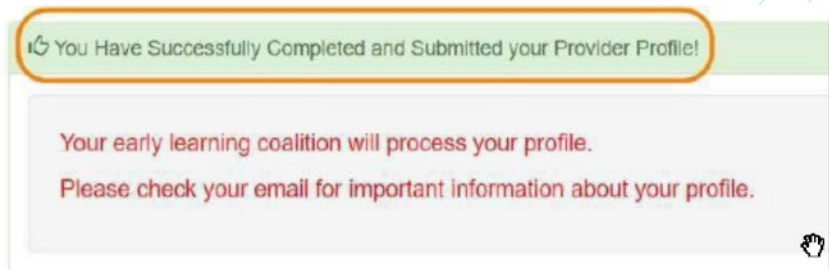 You Have Successfully Completed and Submitted your Provider Profile!
Your early learning coalition will process your profile.
Please check your email for important information about your profile.